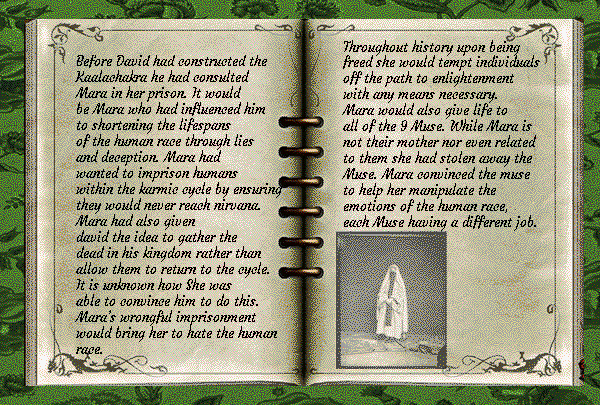 Before David had constructed the
Kaalachakra he had consulted
Mara in her prison. It would
be Mara who had influenced him
to shortening the lifespans
of the human race through lies
and deception. Mara had
wanted to imprison humans
within the karmic cycle by ensuring
they would never reach nirvana.
Mara had also given
david the idea to gather the
dead in his kingdom rather than
allow them to return to the cycle.
It is unknown how She was
able to convince him to do this.
Mara's wrongful imprisonment
would bring her to hate the human
race.
Throughout history upon being
freed she would tempt individuals
off the path to enlightenment
with any means necessary.
Mara would also give life to
all of the 9 Muse. While Mara is
not their mother nor even related
to them she had stolen away the
Muse. Mara convinced the muse
to help her manipulate the
emotions of the human race,
each Muse having a different job.